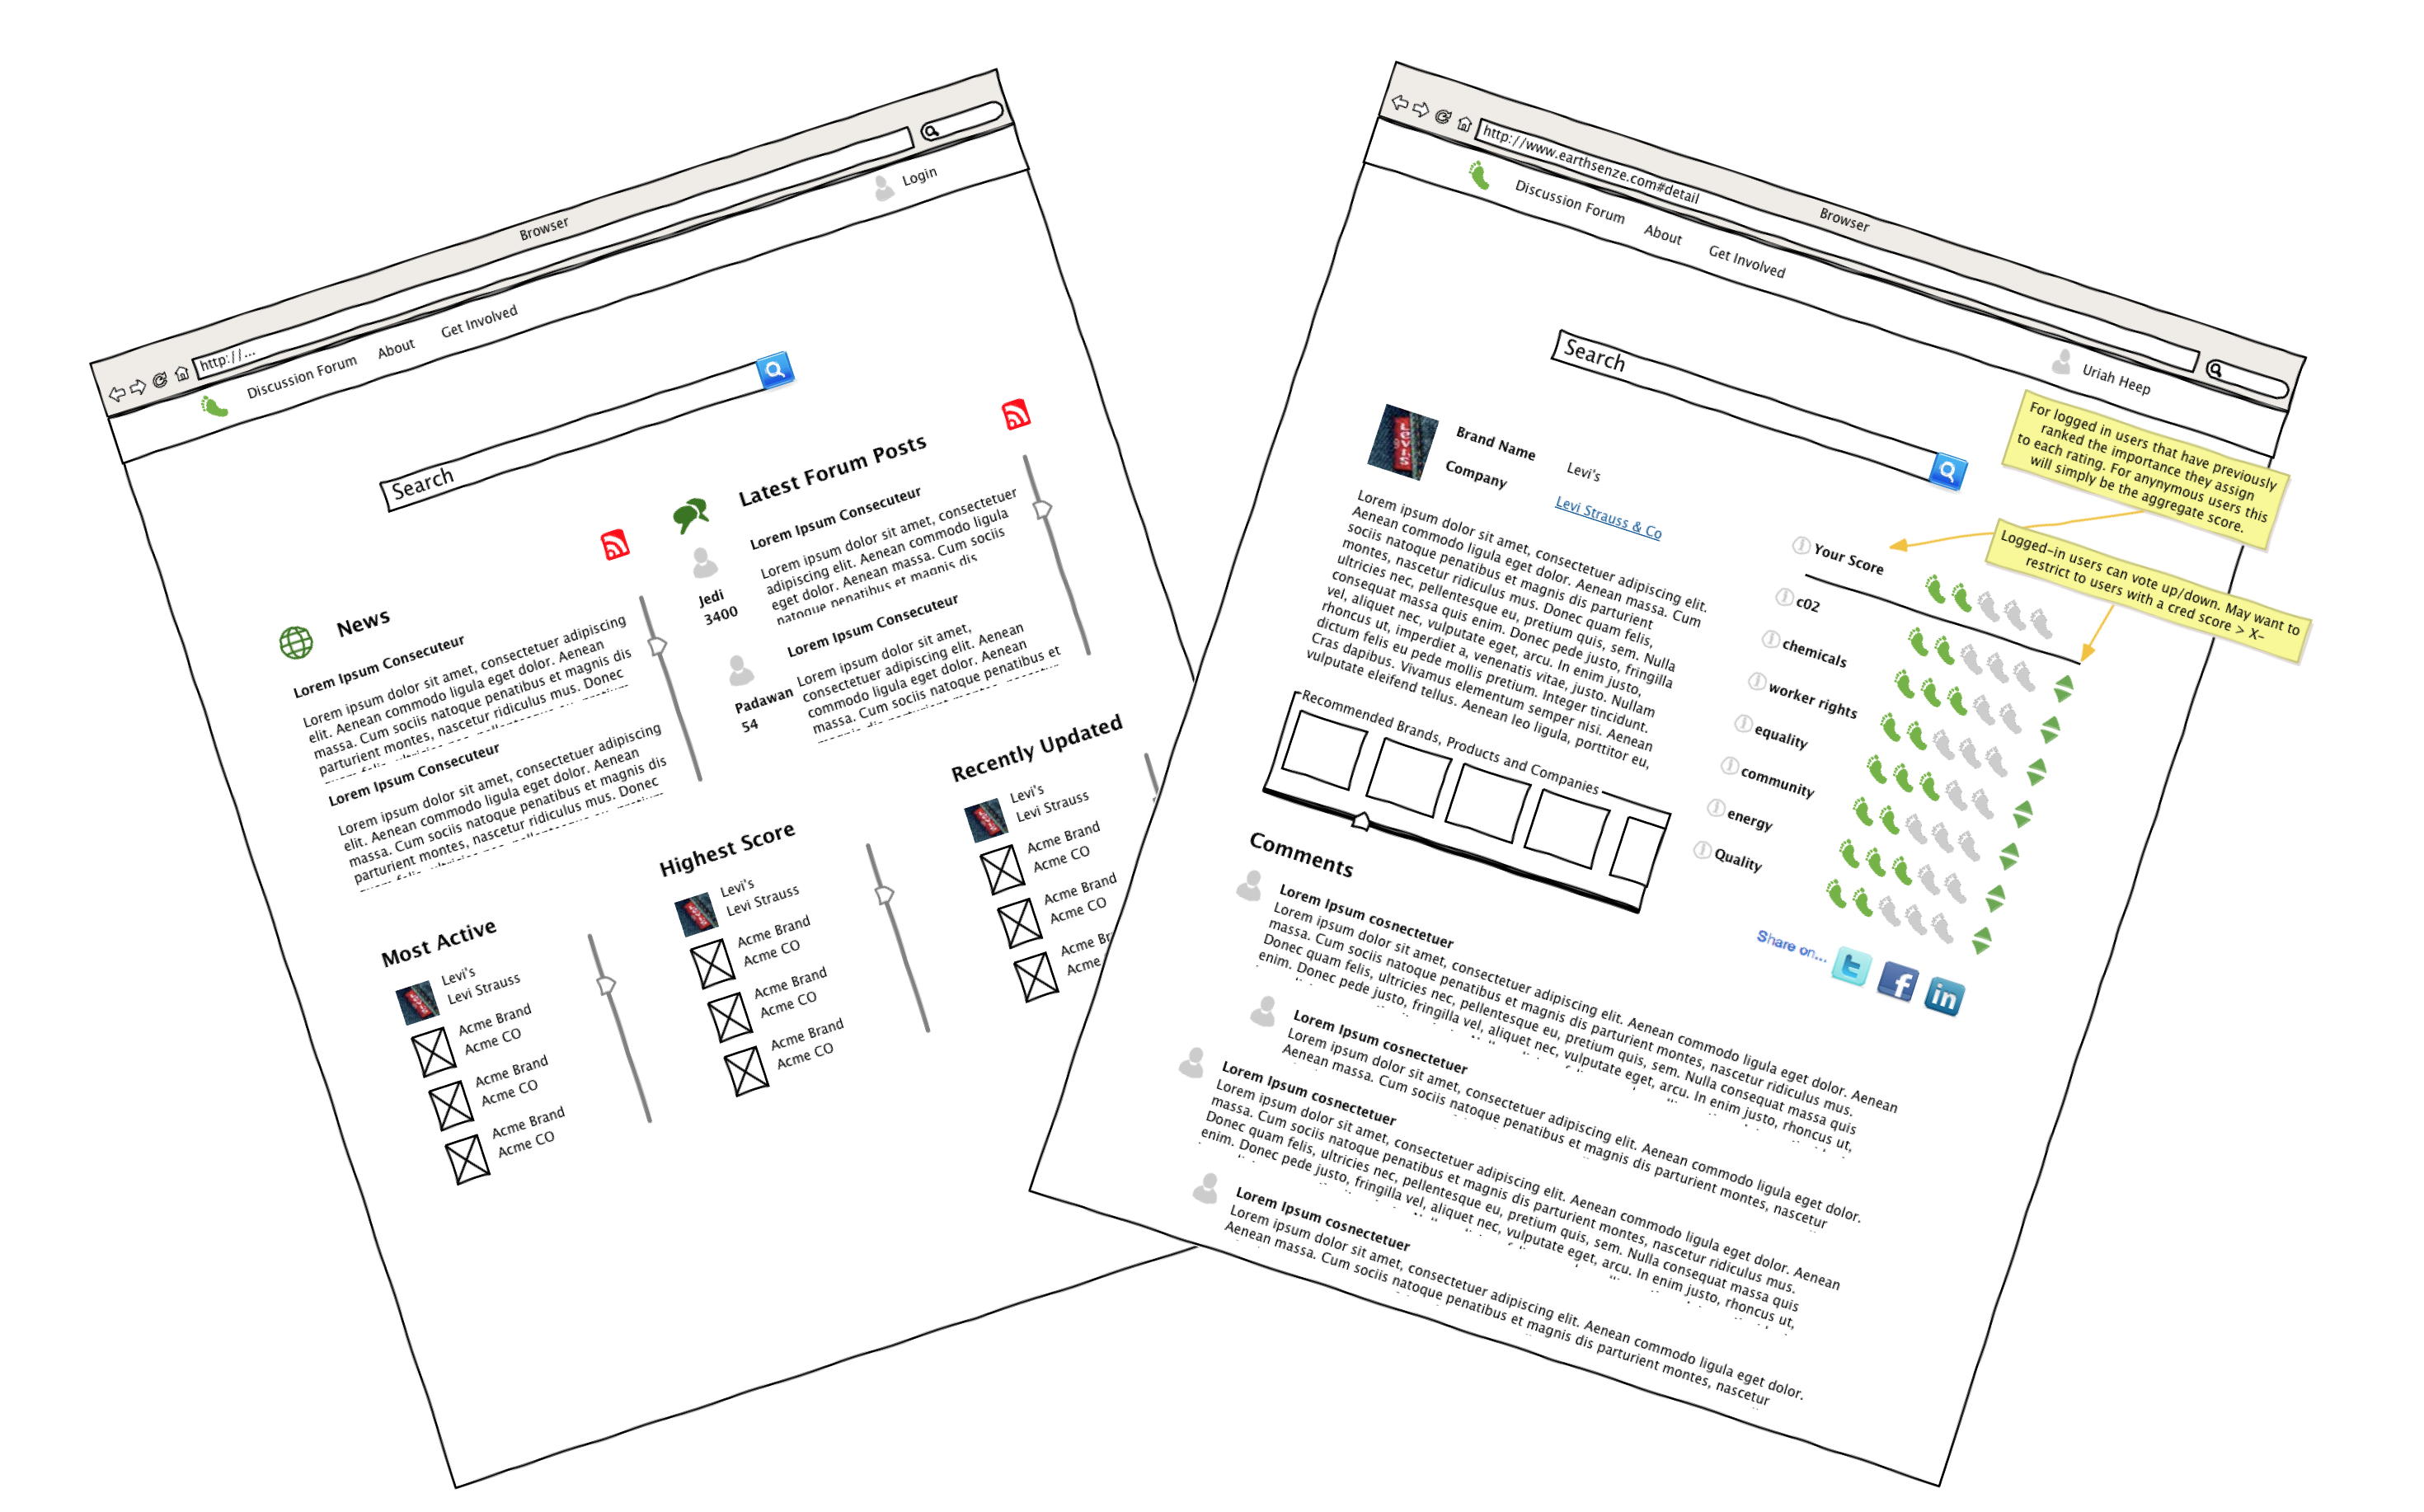 Browser
http://...
Discussion Forum
About
Get Involved
Login
Search
News
Lorem Ipsum Consecuteur
Lorem ipsum dolor sit amet, consectetuer adipiscing
elit. Aenean commodo ligula eget dolor. Aenean
massa. Cum sociis natoque penatibus et magnis dis
parturient montes, nascetur ridiculus mus. Donec
Lorem Ipsum Consecuteur
Lorem ipsum dolor sit amet, consectetuer adipiscing
elit. Aenean commodo ligula eget dolor. Aenean
massa. Cum sociis natoque penatibus et magnis dis
parturient montes, nascetur ridiculus mus. Donec
Latest Forum Posts
Lorem Ipsum Consecuteur
Lorem ipsum dolor sit amet, consectetuer
adipiscing elit. Aenean commodo ligula
eget dolor. Aenean massa. Cum sociis
natoque penatibus et magnis dis
Jedi
3400
Lorem Ipsum Consecuteur
Lorem ipsum dolor sit amet,
consectetuer adipiscing elit. Aenean
commodo ligula eget dolor. Aenean
massa. Cum sociis natoque penatibus et
Padawan
54
Most Active
Levi's
Levi Strauss
Acme Brand
Acme CO
Acme Brand
Acme CO
Acme Brand
Acme CO
Highest Score
Levi's
Levi Strauss
Acme Brand
Acme CO
Acme Brand
Acme CO
Acme Brand
Acme CO
Recently Updated
Levi's
Levi Strauss
Acme Brand
Acme CO
Acme Brand
Acme CO
Acme Br
Acme
Browser
http://www.earthsenze.com#detail
Discussion Forum
About
Get Involved
Uriah Heep
Search
LEVI'S
Brand Name
Levi's
Company
Levi Strauss & Co
Lorem ipsum dolor sit amet, consectetuer adipiscing elit.
Aenean commodo ligula eget dolor. Aenean massa. Cum
sociis natoque penatibus et magnis dis parturient
montes, nascetur ridiculus mus. Donec quam felis,
ultricies nec, pellentesque eu, pretium quis, sem. Nulla
consequat massa quis enim. Donec pede justo, fringilla
vel, aliquet nec, vulputate eget, arcu. In enim justo,
rhoncus ut, imperdiet a, venenatis vitae, justo. Nullam
dictum felis eu pede mollis pretium. Integer tincidunt.
Cras dapibus. Vivamus elementum semper nisi. Aenean
vulputate eleifend tellus. Aenean leo ligula, porttitor eu,
Recommended Brands, Products and Companies
For logged in users that have previously
ranked the importance they assign
to each rating. For anynymous users this
will simply be the aggregate score.
Logged-in users can vote up/down. May want to
restrict to users with a cred score > X-
Your Score
c02
chemicals
worker rights
equality
community
energy
Quality
Share on...
Comments
Lorem Ipsum cosnectetuer
Lorem ipsum dolor sit amet, consectetuer adipiscing elit. Aenean commodo ligula eget dolor. Aenean
massa. Cum sociis natoque penatibus et magnis dis parturient montes, nascetur ridiculus mus.
Donec quam felis, ultricies nec, pellentesque eu, pretium quis, sem. Nulla consequat massa quis
enim. Donec pede justo, fringilla vel, aliquet nec, vulputate eget, arcu. In enim justo, rhoncus ut,
Lorem Ipsum cosnectetuer
Lorem ipsum dolor sit amet, consectetuer adipiscing elit. Aenean commodo ligula eget dolor.
Aenean massa. Cum sociis natoque penatibus et magnis dis parturient montes, nascetur
Lorem Ipsum cosnectetuer
Lorem ipsum dolor sit amet, consectetuer adipiscing elit. Aenean commodo ligula eget dolor. Aenean
massa. Cum sociis natoque penatibus et magnis dis parturient montes, nascetur ridiculus mus.
Donec quam felis, ultricies nec, pellentesque eu, pretium quis, sem. Nulla consequat massa quis
enim. Donec pede justo, fringilla vel, aliquet nec, vulputate eget, arcu. In enim justo, rhoncus ut,
Lorem Ipsum cosnectetuer
Lorem ipsum dolor sit amet, consectetuer adipiscing elit. Aenean commodo ligula eget dolor.
Aenean massa. Cum sociis natoque penatibus et magnis dis parturient montes, nascetur